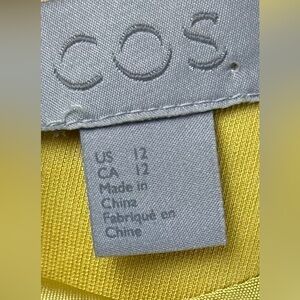 COS
US 12
CA 12
Made in
China
Fabriqué en
Chine